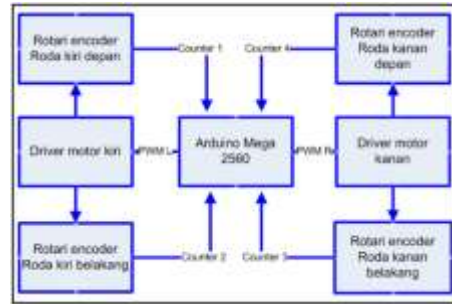 Rotari encoder
Roda kiri depan
Counter 1
Counter 4
Rotari encoder
Roda kanan
depan
Driver motor kiri
PWM L
Arduino Mega
2560
PWM R
Driver motor
kanan
Rotari encoder
Roda kiri belakang
Counter 2
Counter 3
Rotari encoder
Roda kanan
belakang